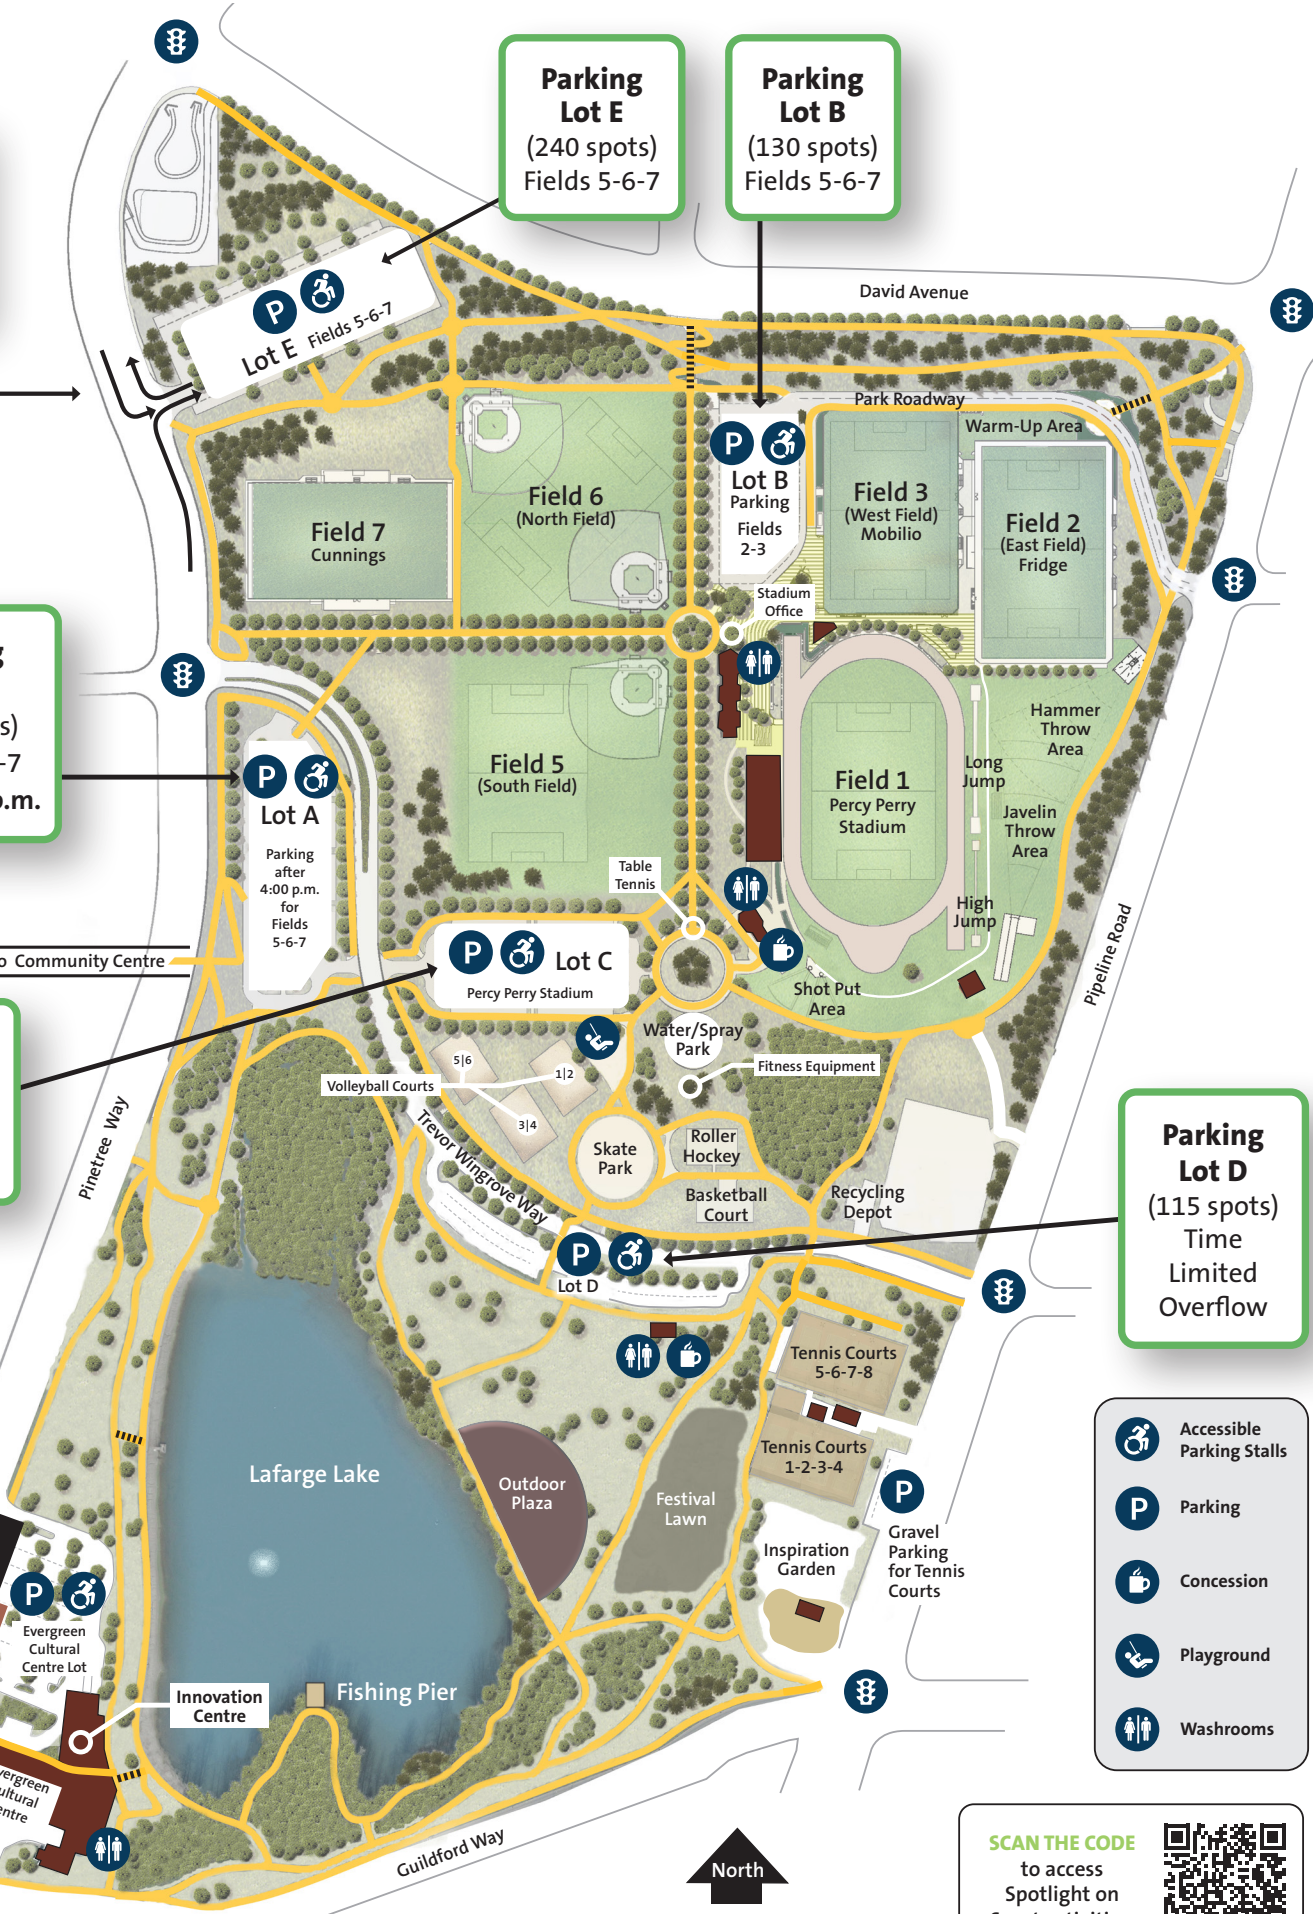 Parking
Lot E
(240 spots)
Fields 5-6-7
Parking
Lot B
(130 spots)
Fields 5-6-7
David Avenue
Lot E Fields 5-6-7
Park Roadway
Warm-Up Area
Lot B
Parking
Fields
2-3
Field 3
(West Field)
Mobilio
Field 2
(East Field)
Fridge
Field 6
(North Field)
Field 7
Cunnings
Stadium
Office
-7
p.m.
Hammer
Throw
Area
Long
Jump
Javelin
Throw
Area
High
Jump
Field 1
Percy Perry
Stadium
Field 5
(South Field)
P
Lot A
Parking
after
4:00 p.m.
for
Fields
5-6-7
Table
Tennis
Community Centre
P
Lot C
Percy Perry Stadium
Shot Put
Area
Pipeline Road
Water/Spray
Park
Fitness Equipment
Volleyball Courts
5|6
1|2
3|4
Pinetree Way
Trevor Wingrove Way
Skate
Park
Roller
Hockey
Basketball
Court
Recycling
Depot
Parking
Lot D
(115 spots)
Time
Limited
Overflow
P
Lot D
Tennis Courts
5-6-7-8
Tennis Courts
1-2-3-4
Lafarge Lake
Outdoor
Plaza
Festival
Lawn
P
Gravel
Parking
for Tennis
Courts
Inspiration
Garden
Accessible
Parking Stalls
P Parking
Concession
Playground
Washrooms
P
Evergreen
Cultural
Centre Lot
Innovation
Centre
Fishing Pier
Guildford Way
North
SCAN THE CODE
to access
Spotlight on